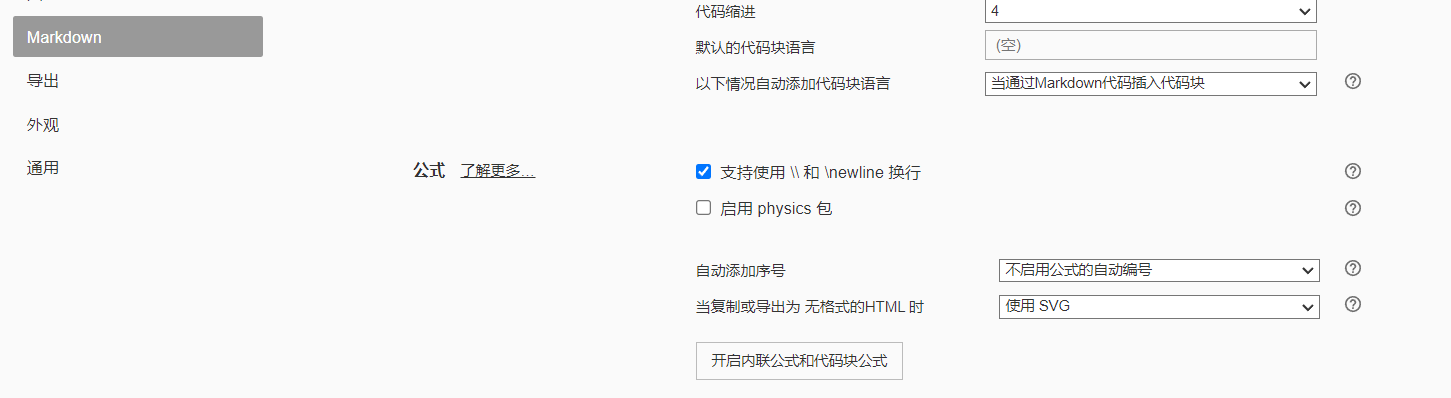 代码缩进
4
Markdown
默认的代码块语言
(空)
导出
以下情况自动添加代码块语言
当通过Markdown代码插入代码块
外观
通用
公式 了解更多...
支持使用 \\ 和 \newline 换行
启用 physics 包
自动添加序号
不启用公式的自动编号
当复制或导出为 无格式的HTML 时
使用 SVG
开启内联公式和代码块公式